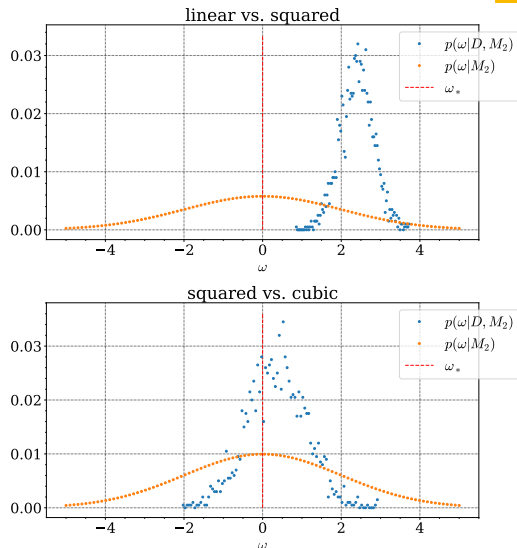 linear vs. squared
0.03
0.02
0.01
0.00
−4 −2 0 2 4
ω
p(ω|D, M₂)
p(ω|M₂)
ω*
squared vs. cubic
0.03
0.02
0.01
0.00
−4 −2 0 2 4
ω
p(ω|D, M₂)
p(ω|M₂)
ω*